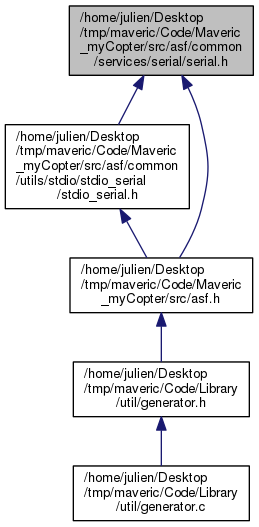 /home/julien/Desktop
/tmp/maveric/Code/Maveric
_myCopter/src/asf/common
/services/serial/serial.h
/home/julien/Desktop
/tmp/maveric/Code/Maveric
_myCopter/src/asf/common
/utils/stdio/stdio_serial
/stdio_serial.h
/home/julien/Desktop
/tmp/maveric/Code/Maveric
_myCopter/src/asf.h
/home/julien/Desktop
/tmp/maveric/Code/Library
/util/generator.h
/home/julien/Desktop
/tmp/maveric/Code/Library
/util/generator.c